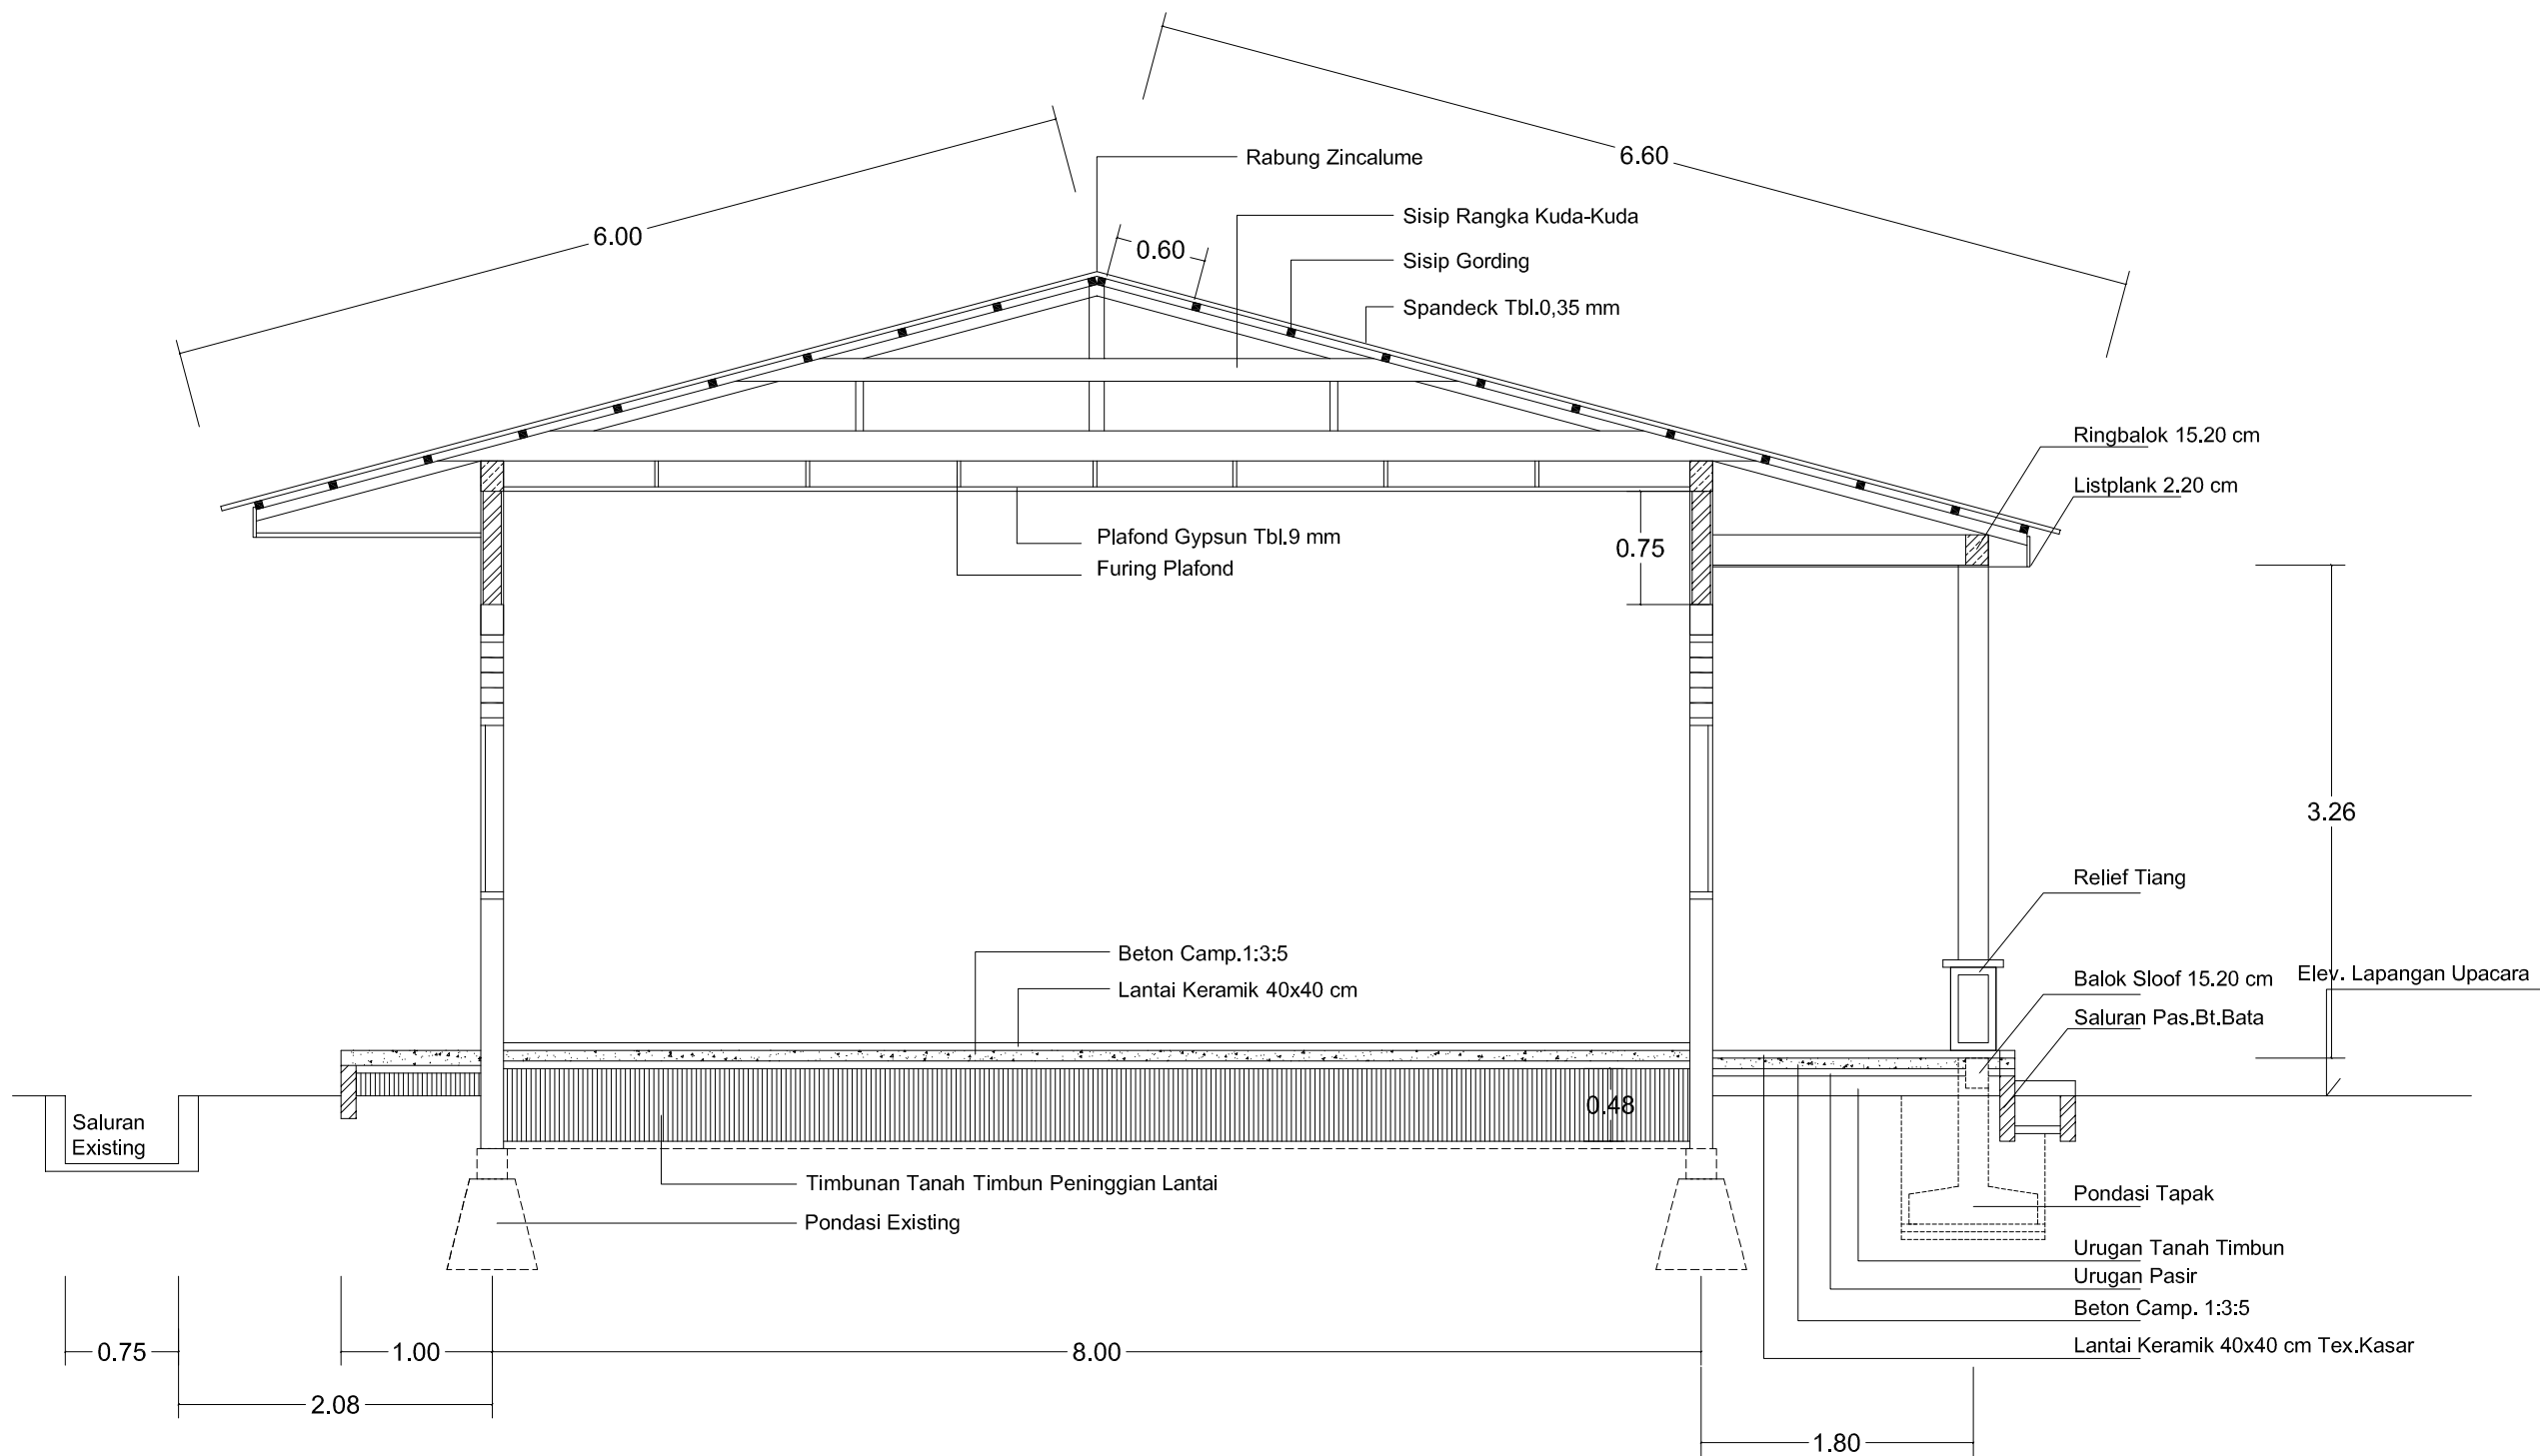 6.60
Rabung Zincalume
6.00
Sisip Rangka Kuda-Kuda
0.60
Sisip Gording
Spandeck Tbl.0,35 mm
Ringbalok 15.20 cm
Listplank 2.20 cm
Plafond Gypsun Tbl.9 mm
0.75
Furing Plafond
3.26
Relief Tiang
Beton Camp.1:3:5
Elev. Lapangan Upacara
Balok Sloof 15.20 cm
Lantai Keramik 40x40 cm
Saluran Pas.Bt.Bata
0.48
Saluran
Existing
Timbunan Tanah Timbun Peninggian Lantai
Pondasi Tapak
Pondasi Existing
Urugan Tanah Timbun
Urugan Pasir
Beton Camp. 1:3:5
Lantai Keramik 40x40 cm Tex.Kasar
0.75
1.00
8.00
2.08
1.80